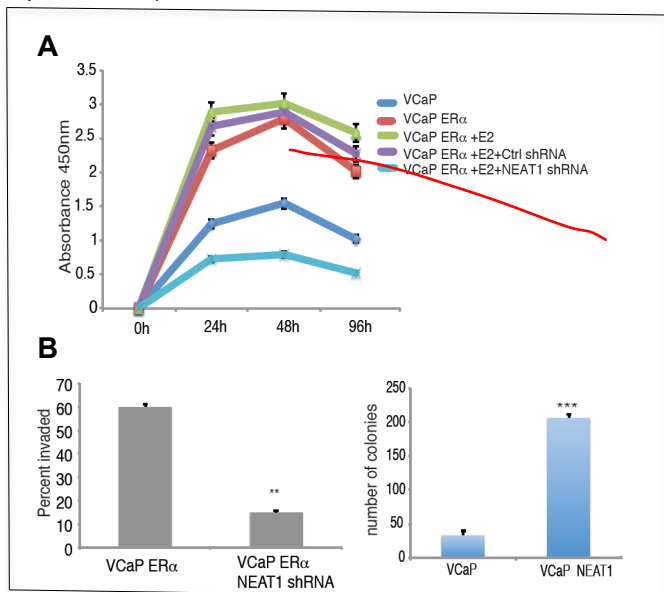 A
3.5
3
2.5
2
1.5
1
0.5
0
Absorbance 450nm
0h 24h 48h 96h
VCaP
VCaP ERα
VCaP ERα +E2
VCaP ERα +E2+Ctrl shRNA
VCaP ERα +E2+NEAT1 shRNA
B
70
60
50
40
30
20
10
0
Percent invaded
**
VCaP ERα
VCaP ERα
NEAT1 shRNA
250
200
150
100
50
0
number of colonies
***
VCaP
VCaP NEAT1